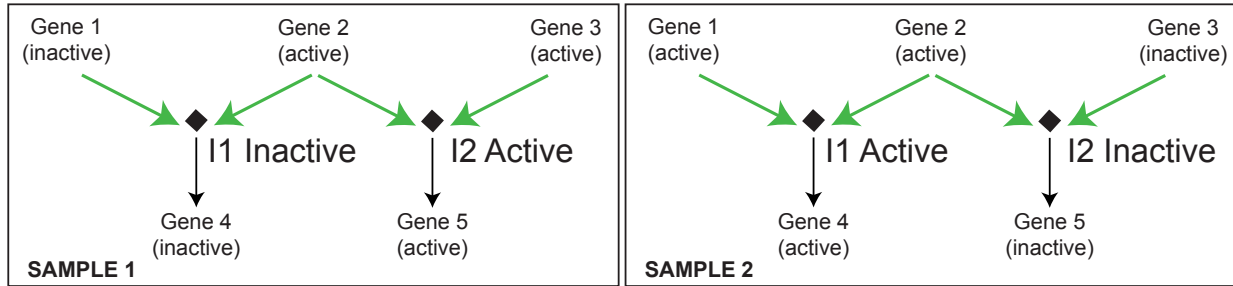 Gene 1
(inactive)
Gene 2
(active)
Gene 3
(active)
I1 Inactive
I2 Active
Gene 4
(inactive)
Gene 5
(active)
SAMPLE 1
Gene 1
(active)
Gene 2
(active)
Gene 3
(inactive)
I1 Active
I2 Inactive
Gene 4
(active)
Gene 5
(inactive)
SAMPLE 2